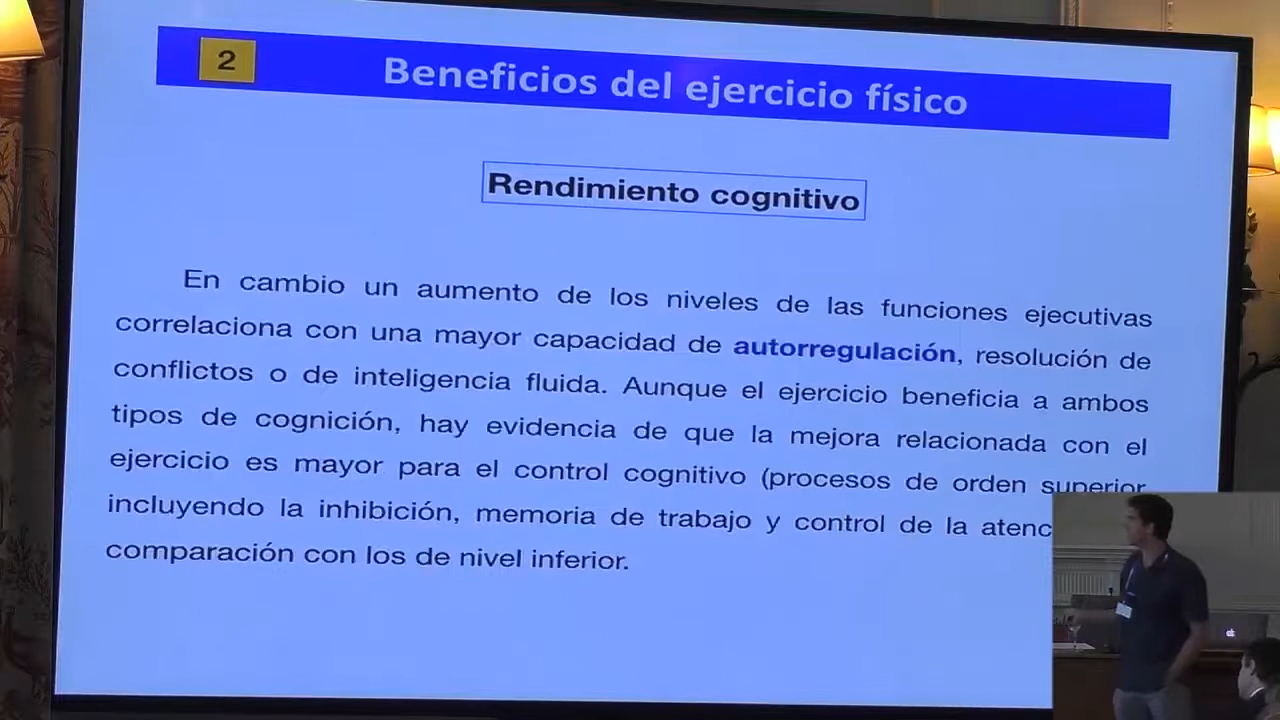 2
Beneficios del ejercicio físico
Rendimiento cognitivo
En cambio un aumento de los niveles de las funciones ejecutivas
correlaciona con una mayor capacidad de autorregulación, resolución de
conflictos o de inteligencia fluida. Aunque el ejercicio beneficia a ambos
tipos de cognición, hay evidencia de que la mejora relacionada con el
ejercicio es mayor para el control cognitivo (procesos de orden superior
incluyendo la inhibición, memoria de trabajo y control de la atenc
comparación con los de nivel inferior.